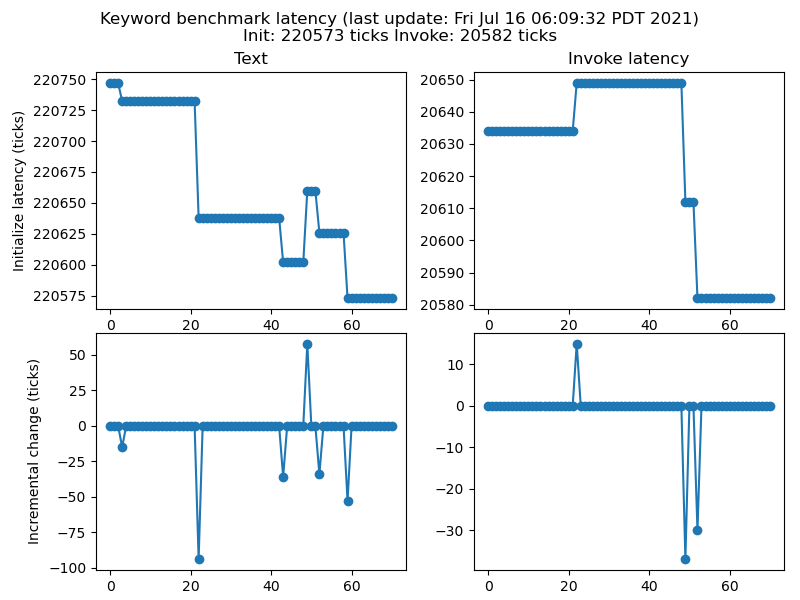 Keyword benchmark latency (last update: Fri Jul 16 06:09:32 PDT 2021)
Init: 220573 ticks Invoke: 20582 ticks
Text
Invoke latency
Initialize latency (ticks)
220750
220725
220700
220675
220650
220625
220600
220575
0 20 40 60
20650
20640
20630
20620
20610
20600
20590
20580
0 20 40 60
Incremental change (ticks)
50
25
0
−25
−50
−75
−100
0 20 40 60
10
0
−10
−20
−30
0 20 40 60